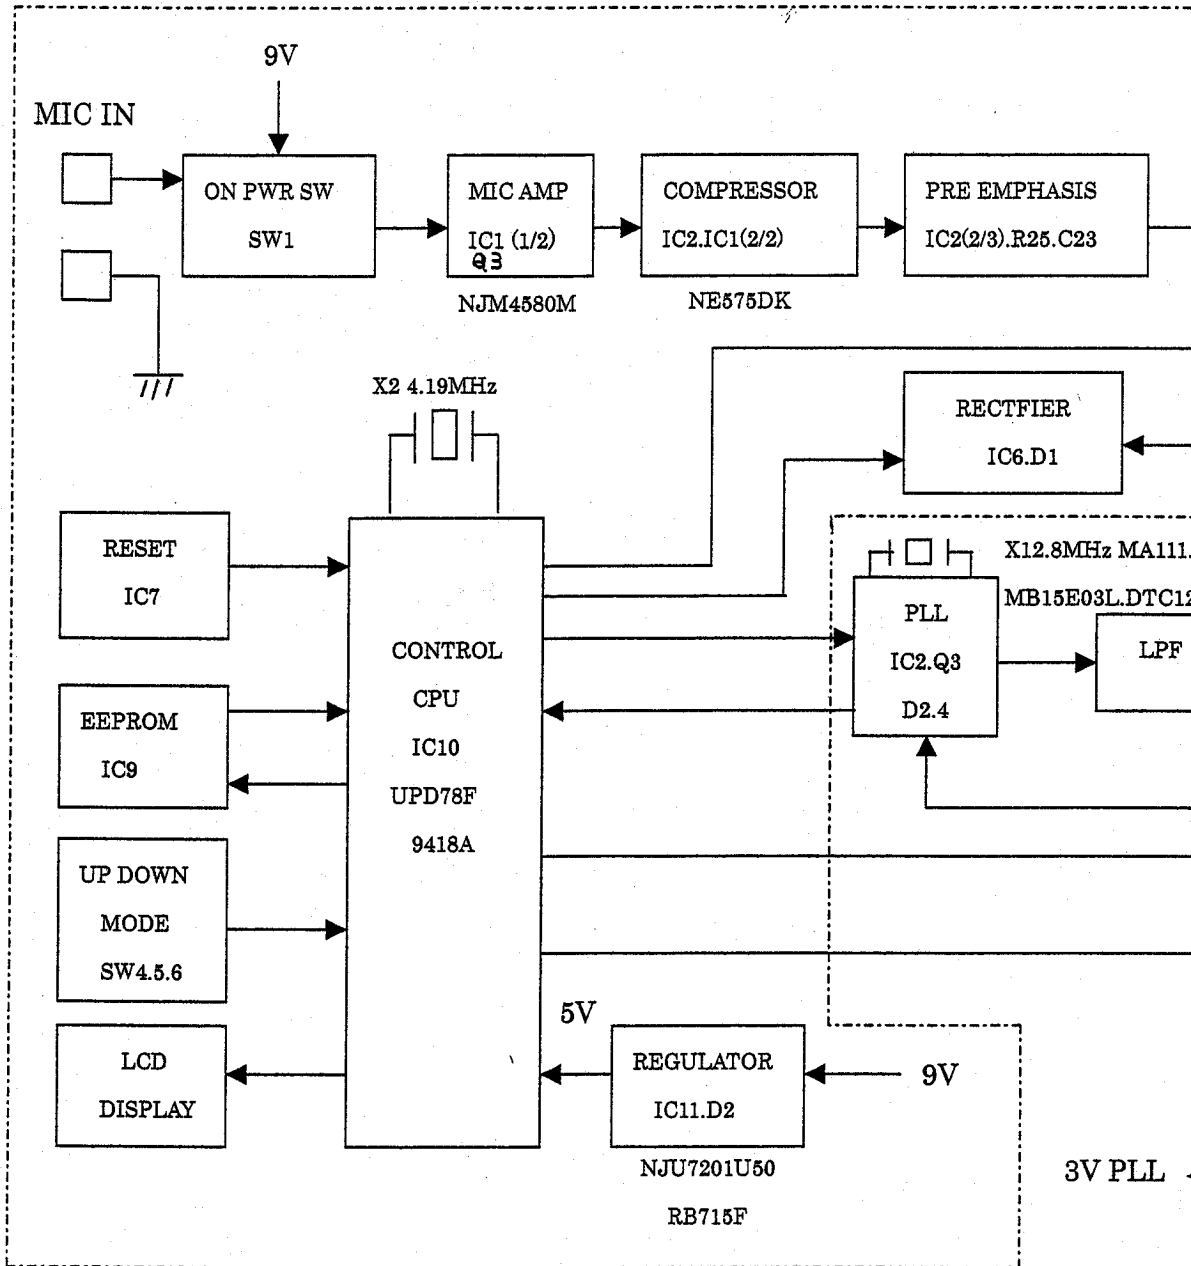 9V
MIC IN
ON PWR SW
SW1
MIC AMP
IC1 (1/2)
Q3
NJM4580M
COMPRESSOR
IC2.IC1(2/2)
NE575DK
PRE EMPHASIS
IC2(2/3).R25.C23
X2 4.19MHz
RECTFIER
IC6.D1
RESET
IC7
CONTROL
CPU
IC10
UPD78F
9418A
X12.8MHz MA111.
MB15E03L.DTC12
PLL
IC2.Q3
D2.4
LPF
EEPROM
IC9
UP DOWN
MODE
SW4.5.6
LCD
DISPLAY
5V
REGULATOR
IC11.D2
9V
NJU7201U50
RB715F
3V PLL